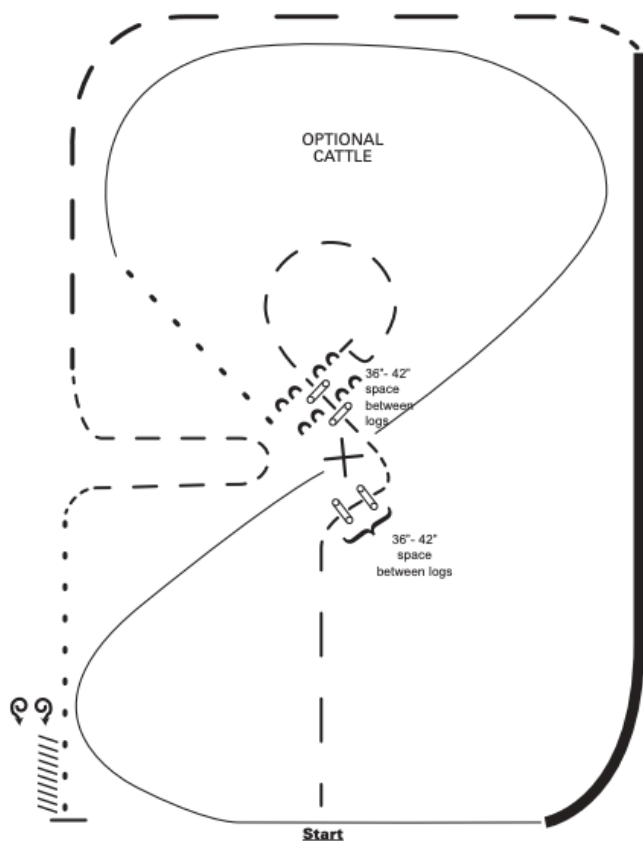 OPTIONAL
CATTLE
36"- 42"
space
between
logs
36"- 42"
space
between logs
Start